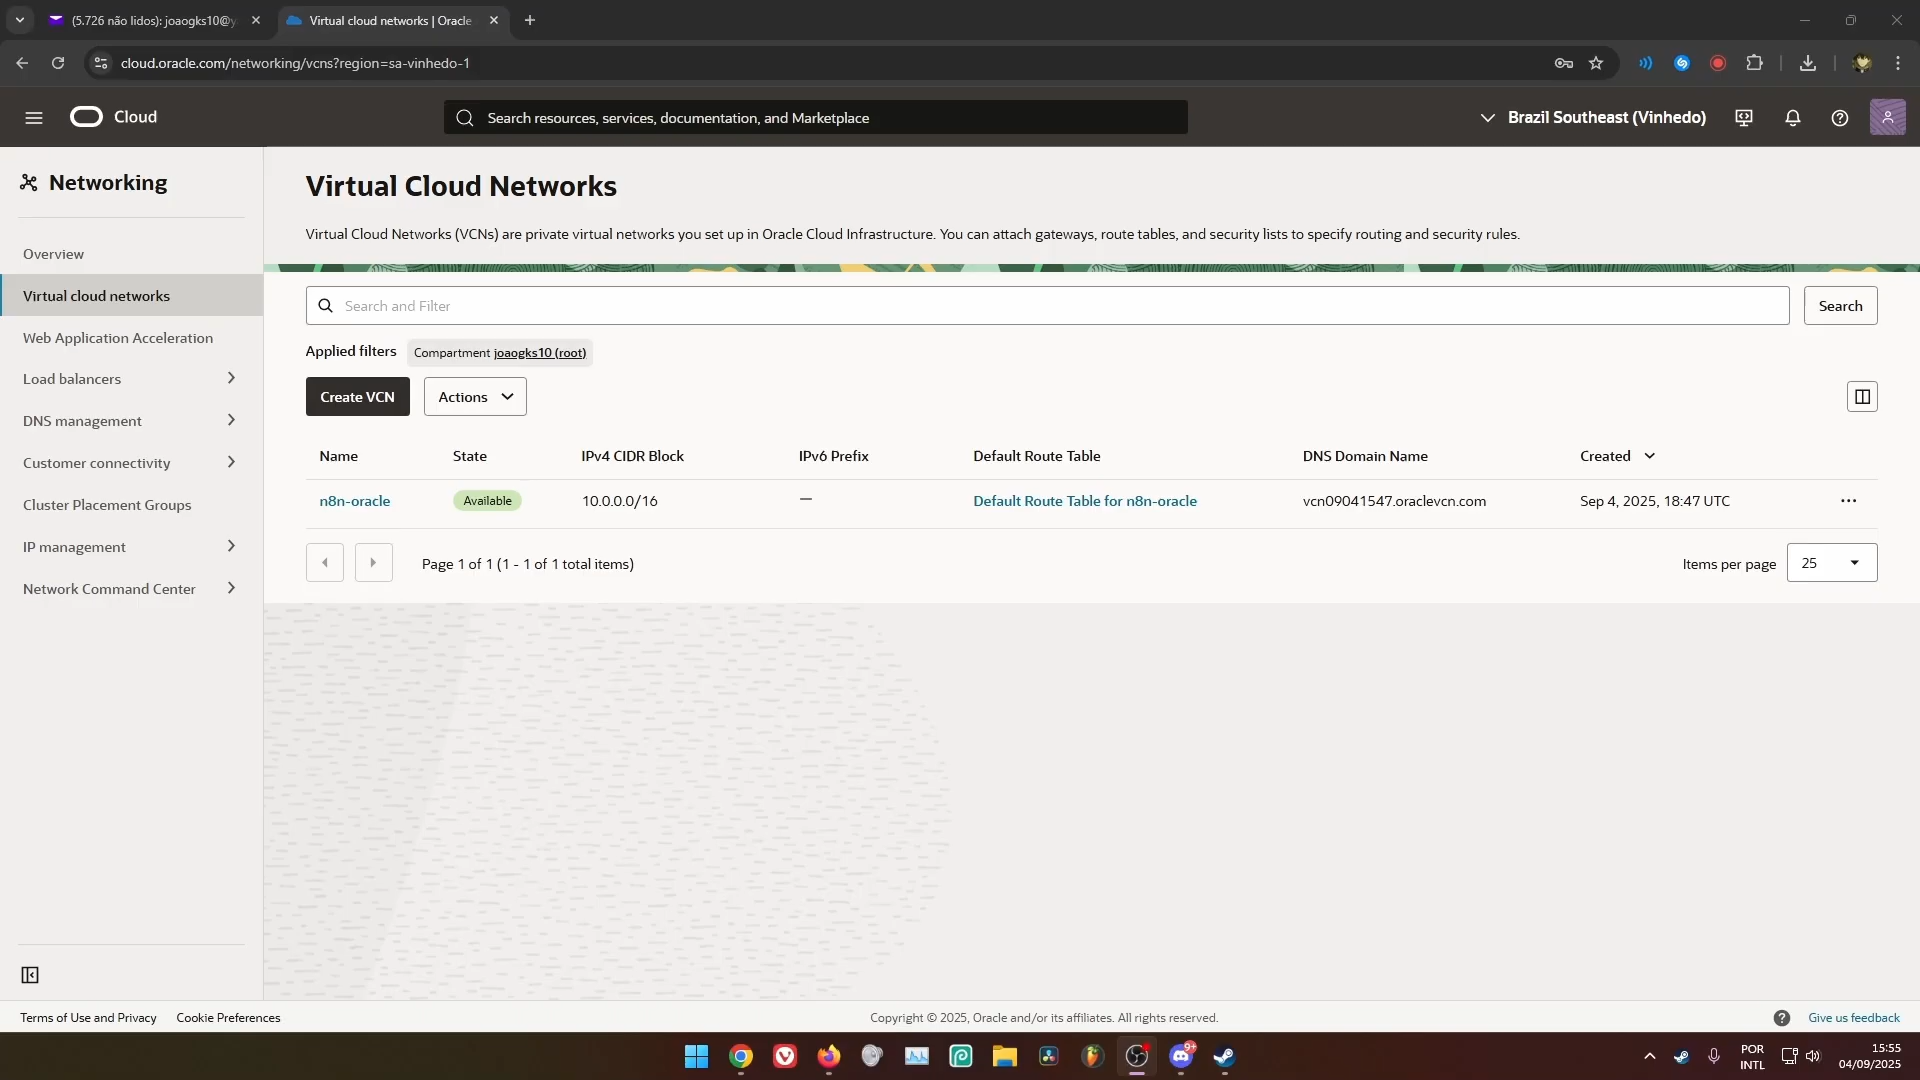 (5.726 não lidos): joaogks10@y
Virtual cloud networks | Oracle
cloud.oracle.com/networking/vcns?region=sa-vinhedo-1
Cloud
Search resources, services, documentation, and Marketplace
Brazil Southeast (Vinhedo)
Networking
Overview
Virtual cloud networks
Web Application Acceleration
Load balancers
DNS management
Customer connectivity
Cluster Placement Groups
IP management
Network Command Center
Virtual Cloud Networks
Virtual Cloud Networks (VCNs) are private virtual networks you set up in Oracle Cloud Infrastructure. You can attach gateways, route tables, and security lists to specify routing and security rules.
Search and Filter
Search
Applied filters
Compartment joaogks10 (root)
Create VCN
Actions
Name State IPv4 CIDR Block IPv6 Prefix Default Route Table DNS Domain Name Created
n8n-oracle Available 10.0.0.0/16 — Default Route Table for n8n-oracle vcn09041547.oraclevcn.com Sep 4, 2025, 18:47 UTC
Page 1 of 1 (1 - 1 of 1 total items)
Items per page 25
Terms of Use and Privacy Cookie Preferences
Copyright © 2025, Oracle and/or its affiliates. All rights reserved.
Give us feedback
9+
POR
INTL
15:55
04/09/2025